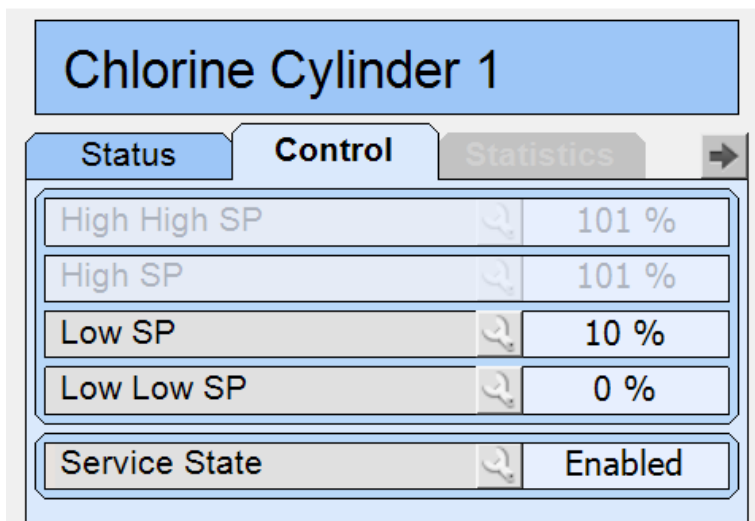 Chlorine Cylinder 1
Status Control Statistics
High High SP 101 %
High SP 101 %
Low SP 10 %
Low Low SP 0 %
Service State Enabled